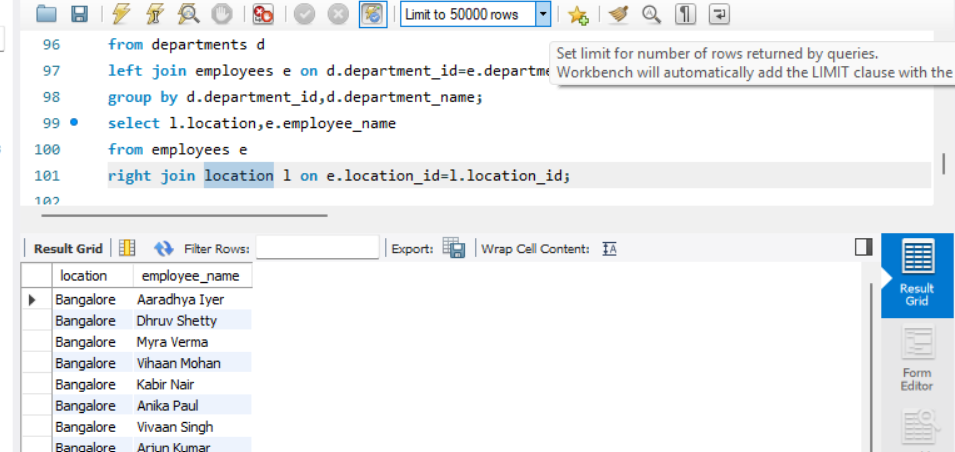 Limit to 50000 rows
96 from departments d
97 left join employees e on d.department_id=e.departme
98 group by d.department_id,d.department_name;
99 select l.location,e.employee_name
100 from employees e
101 right join location l on e.location_id=l.location_id;
102
Set limit for number of rows returned by queries.
Workbench will automatically add the LIMIT clause with the
Result Grid Filter Rows: Export: Wrap Cell Content:
location employee_name
Bangalore Aaradhya Iyer
Bangalore Dhruv Shetty
Bangalore Myra Verma
Bangalore Vihaan Mohan
Bangalore Kabir Nair
Bangalore Anika Paul
Bangalore Vivaan Singh
Bangalore Arjun Kumar
Result
Grid
Form
Editor